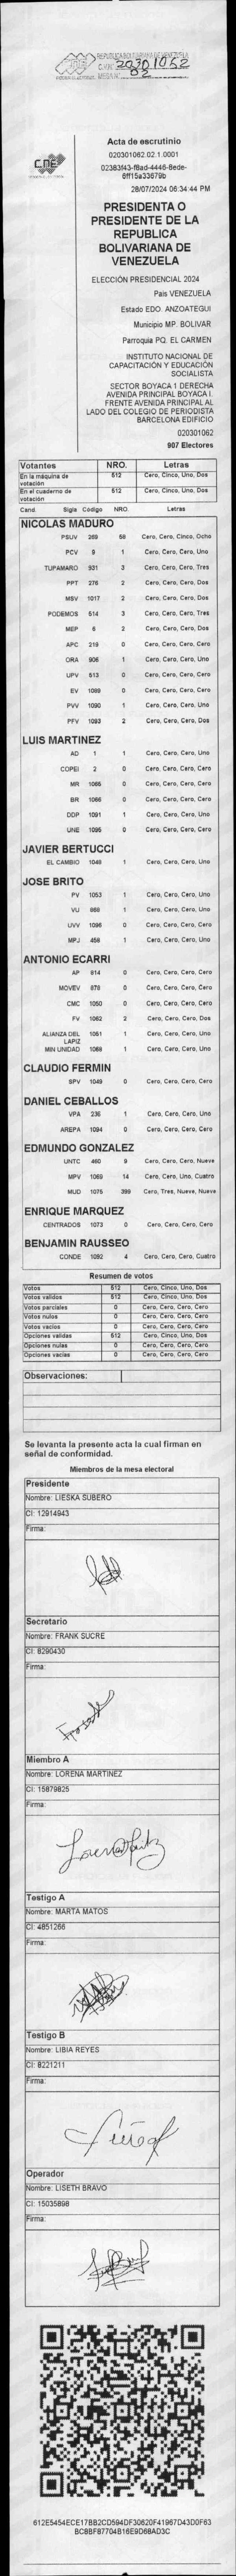 REPUBLICA BOLIVARIANA DE VENEZUELA
C.V.N° 20301062
MESA N° 02
CNE
Acta de escrutinio
020301062.02.1.0001
02383f43-f8ad-4446-8ede-
6ff15a33679b
28/07/2024 06:34:44 PM
PRESIDENTA O
PRESIDENTE DE LA
REPUBLICA
BOLIVARIANA DE
VENEZUELA
ELECCIÓN PRESIDENCIAL 2024
Pais VENEZUELA
Estado EDO. ANZOATEGUI
Municipio MP. BOLIVAR
Parroquia PQ. EL CARMEN
INSTITUTO NACIONAL DE
CAPACITACIÓN Y EDUCACIÓN
SOCIALISTA
SECTOR BOYACA 1 DERECHA
AVENIDA PRINCIPAL BOYACA I.
FRENTE AVENIDA PRINCIPAL AL
LADO DEL COLEGIO DE PERIODISTA
BARCELONA EDIFICIO
020301062
907 Electores
Votantes NRO. Letras
En la máquina de votación 512 Cero, Cinco, Uno, Dos
En el cuaderno de votación 512 Cero, Cinco, Uno, Dos
Cand. Sigla Código NRO. Letras
NICOLAS MADURO
PSUV 269 58 Cero, Cero, Cinco, Ocho
PCV 9 1 Cero, Cero, Cero, Uno
TUPAMARO 931 3 Cero, Cero, Cero, Tres
PPT 276 2 Cero, Cero, Cero, Dos
MSV 1017 2 Cero, Cero, Cero, Dos
PODEMOS 514 3 Cero, Cero, Cero, Tres
MEP 6 2 Cero, Cero, Cero, Dos
APC 219 0 Cero, Cero, Cero, Cero
ORA 906 1 Cero, Cero, Cero, Uno
UPV 513 0 Cero, Cero, Cero, Cero
EV 1089 0 Cero, Cero, Cero, Cero
PVV 1090 1 Cero, Cero, Cero, Uno
PFV 1093 2 Cero, Cero, Cero, Dos
LUIS MARTINEZ
AD 1 1 Cero, Cero, Cero, Uno
COPEI 2 0 Cero, Cero, Cero, Cero
MR 1065 0 Cero, Cero, Cero, Cero
BR 1066 0 Cero, Cero, Cero, Cero
DDP 1091 1 Cero, Cero, Cero, Uno
UNE 1095 0 Cero, Cero, Cero, Cero
JAVIER BERTUCCI
EL CAMBIO 1048 1 Cero, Cero, Cero, Uno
JOSE BRITO
PV 1053 1 Cero, Cero, Cero, Uno
VU 868 1 Cero, Cero, Cero, Uno
UVV 1096 0 Cero, Cero, Cero, Cero
MPJ 458 1 Cero, Cero, Cero, Uno
ANTONIO ECARRI
AP 814 0 Cero, Cero, Cero, Cero
MOVEV 878 0 Cero, Cero, Cero, Cero
CMC 1050 0 Cero, Cero, Cero, Cero
FV 1062 2 Cero, Cero, Cero, Dos
ALIANZA DEL LAPIZ 1051 1 Cero, Cero, Cero, Uno
MIN UNIDAD 1068 1 Cero, Cero, Cero, Uno
CLAUDIO FERMIN
SPV 1049 0 Cero, Cero, Cero, Cero
DANIEL CEBALLOS
VPA 236 1 Cero, Cero, Cero, Uno
AREPA 1094 0 Cero, Cero, Cero, Cero
EDMUNDO GONZALEZ
UNTC 460 9 Cero, Cero, Cero, Nueve
MPV 1069 14 Cero, Cero, Uno, Cuatro
MUD 1075 399 Cero, Tres, Nueve, Nueve
ENRIQUE MARQUEZ
CENTRADOS 1073 0 Cero, Cero, Cero, Cero
BENJAMIN RAUSSEO
CONDE 1092 4 Cero, Cero, Cero, Cuatro
Resumen de votos
Votos 512 Cero, Cinco, Uno, Dos
Votos validos 512 Cero, Cinco, Uno, Dos
Votos parciales 0 Cero, Cero, Cero, Cero
Votos nulos 0 Cero, Cero, Cero, Cero
Votos vacios 0 Cero, Cero, Cero, Cero
Opciones validas 512 Cero, Cinco, Uno, Dos
Opciones nulas 0 Cero, Cero, Cero, Cero
Opciones vacias 0 Cero, Cero, Cero, Cero
Observaciones:
Se levanta la presente acta la cual firman en
señal de conformidad.
Miembros de la mesa electoral
Presidente
Nombre: LIESKA SUBERO
CI: 12914943
Firma:
Secretario
Nombre: FRANK SUCRE
CI: 8290430
Firma:
Miembro A
Nombre: LORENA MARTINEZ
CI: 15879825
Firma:
Testigo A
Nombre: MARTA MATOS
CI: 4851266
Firma:
Testigo B
Nombre: LIBIA REYES
CI: 8221211
Firma:
Operador
Nombre: LISETH BRAVO
CI: 15035898
Firma:
612E5454ECE17BB2CD594DF30620F41967D43D0F63
BC8BF87704B16E9D68AD3C